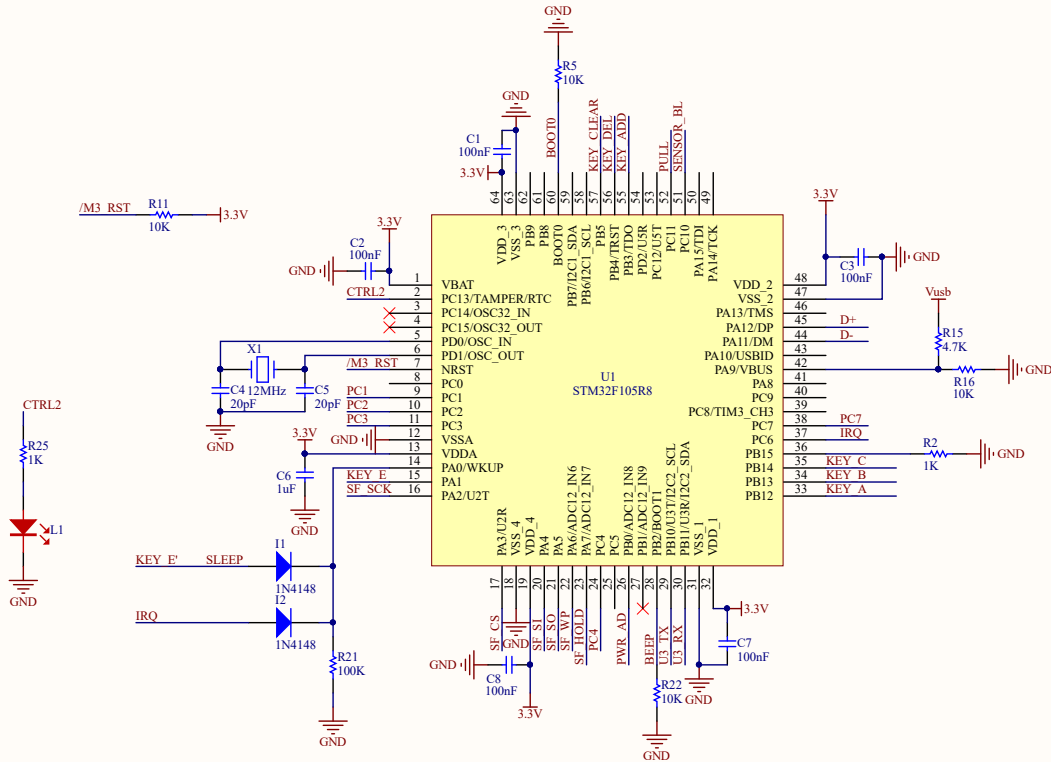 GND
R5
10K
BOOT0
GND
C1
100nF
3.3V
KEY_CLEAR
KEY_DEL
KEY_ADD
PULL
SENSOR_BL
64
63
62
61
60
59
58
57
56
55
54
53
52
51
50
49
VDD_3
VSS_3
PB9
PB8
BOOT0
PB7/I2C1_SDA
PB6/I2C1_SCL
PB5
PB4/TRST
PB3/TDO
PD2/U5R
PC12/U5T
PC11
PC10
PA15/TDI
PA14/TCK
/M3_RST
R11
10K
3.3V
3.3V
C2
100nF
GND
3.3V
C3
100nF
GND
1 VBAT
CTRL2 2 PC13/TAMPER/RTC
3 PC14/OSC32_IN
4 PC15/OSC32_OUT
5 PD0/OSC_IN
6 PD1/OSC_OUT
/M3_RST 7 NRST
8 PC0
PC1 9 PC1
PC2 10 PC2
PC3 11 PC3
GND 12 VSSA
13 VDDA
14 PA0/WKUP
KEY_E 15 PA1
SF_SCK 16 PA2/U2T
X1
12MHz
C4
20pF
C5
20pF
GND
3.3V
C6
1uF
GND
U1
STM32F105R8
VDD_2 48
VSS_2 47
PA13/TMS 46
PA12/DP 45 D+
PA11/DM 44 D-
PA10/USBID 43
PA9/VBUS 42
PA8 41
PC9 40
PC8/TIM3_CH3 39
PC7 38 PC7
PC6 37 IRQ
PB15 36
PB14 35 KEY_C
PB13 34 KEY_B
PB12 33 KEY_A
Vusb
R15
4.7K
R16
10K
GND
R2
1K
GND
CTRL2
R25
1K
L1
GND
KEY_E'
SLEEP
I1
1N4148
IRQ
I2
1N4148
R21
100K
GND
PA3/U2R
VSS_4
VDD_4
PA4
PA5
PA6/ADC12_IN6
PA7/ADC12_IN7
PC4
PC5
PB0/ADC12_IN8
PB1/ADC12_IN9
PB2/BOOT1
PB10/U3T/I2C2_SCL
PB11/U3R/I2C2_SDA
VSS_1
VDD_1
17
18
19
20
21
22
23
24
25
26
27
28
29
30
31
32
SF_CS
GND
SF_SI
SF_SO
SF_WP
SF_HOLD
PC4
PWR_AD
BEEP
U3_TX
U3_RX
3.3V
C7
100nF
GND
GND
C8
100nF
3.3V
R22
10K
GND